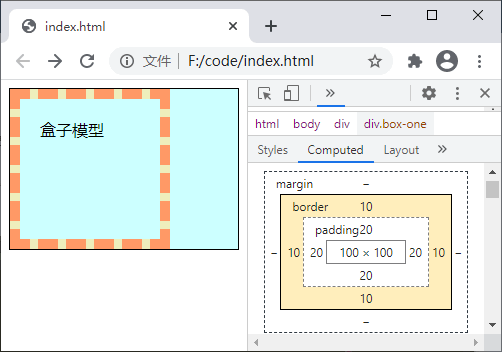 index.html
文件 F:/code/index.html
盒子模型
html body div div.box-one
Styles Computed Layout
margin –
border 10
padding20
– 10 20 100 × 100 20 10 –
20
10
–